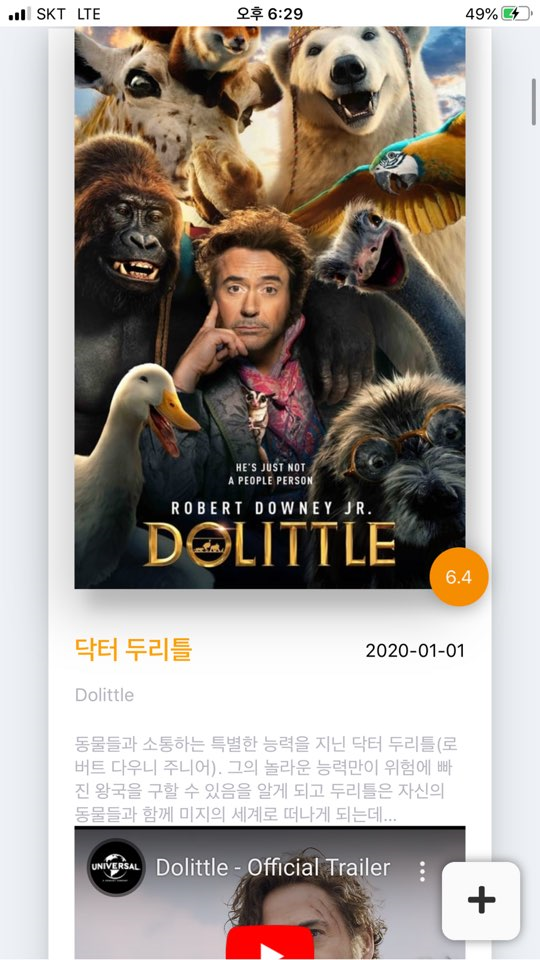 SKT LTE 오후 6:29 49%
HE'S JUST NOT
A PEOPLE PERSON
ROBERT DOWNEY JR.
DOLITTLE
6.4
닥터 두리틀 2020-01-01
Dolittle
동물들과 소통하는 특별한 능력을 지닌 닥터 두리틀(로
버트 다우니 주니어). 그의 놀라운 능력만이 위험에 빠
진 왕국을 구할 수 있음을 알게 되고 두리틀은 자신의
동물들과 함께 미지의 세계로 떠나게 되는데...
UNIVERSAL Dolittle - Official Trailer